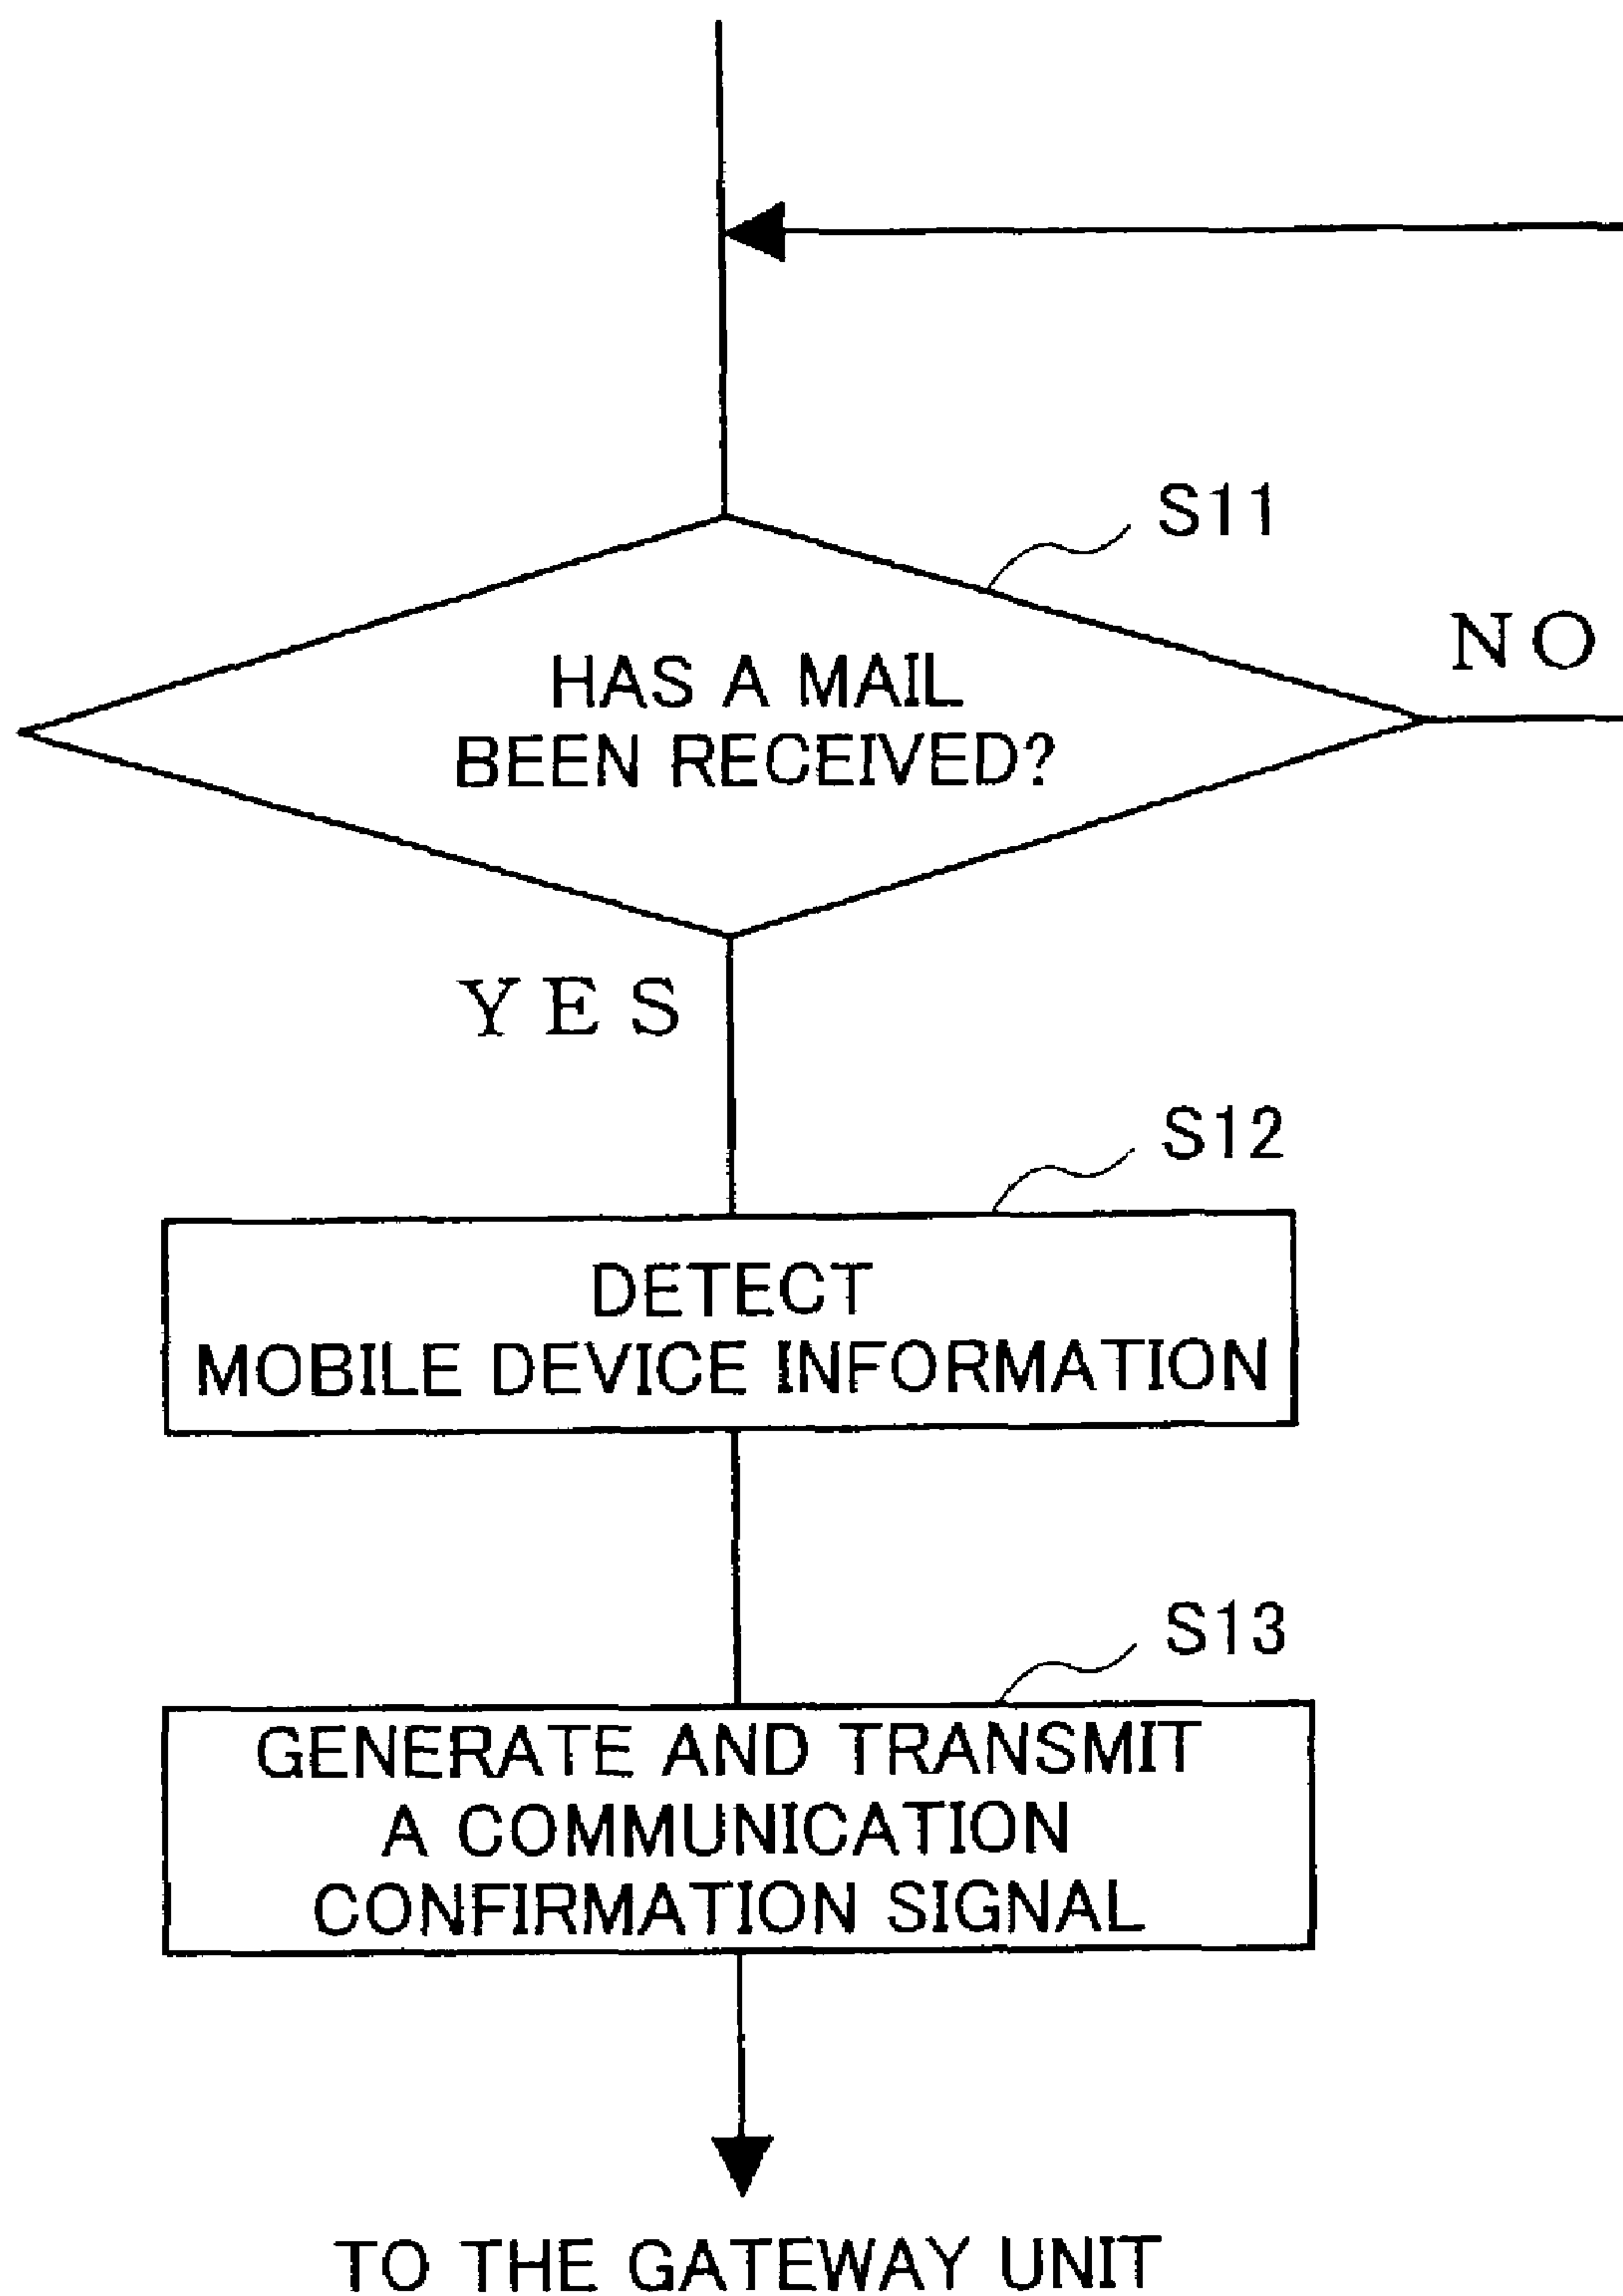 S11
HAS A MAIL
BEEN RECEIVED?
NO
YES
S12
DETECT
MOBILE DEVICE INFORMATION
S13
GENERATE AND TRANSMIT
A COMMUNICATION
CONFIRMATION SIGNAL
TO THE GATEWAY UNIT